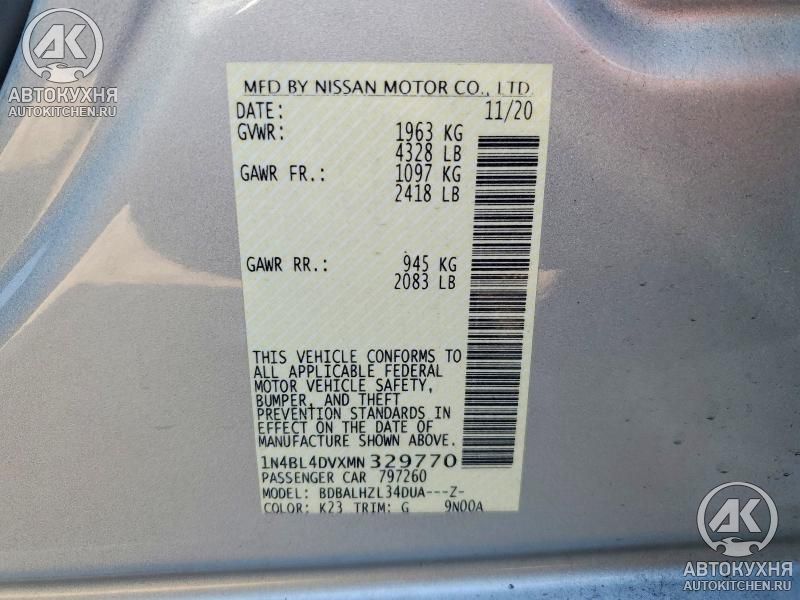 AK
АВТОКУХНЯ
AUTOKITCHEN.RU
MFD BY NISSAN MOTOR CO., LTD.
DATE: 11/20
GVWR: 1963 KG
4328 LB
GAWR FR.: 1097 KG
2418 LB
GAWR RR.: 945 KG
2083 LB
THIS VEHICLE CONFORMS TO
ALL APPLICABLE FEDERAL
MOTOR VEHICLE SAFETY,
BUMPER, AND THEFT
PREVENTION STANDARDS IN
EFFECT ON THE DATE OF
MANUFACTURE SHOWN ABOVE.
1N4BL4DVXMN329770
PASSENGER CAR 797260
MODEL: BDBALHZL34DUA---Z-
COLOR: K23 TRIM: G 9N00A
AK
АВТОКУХНЯ
AUTOKITCHEN.RU